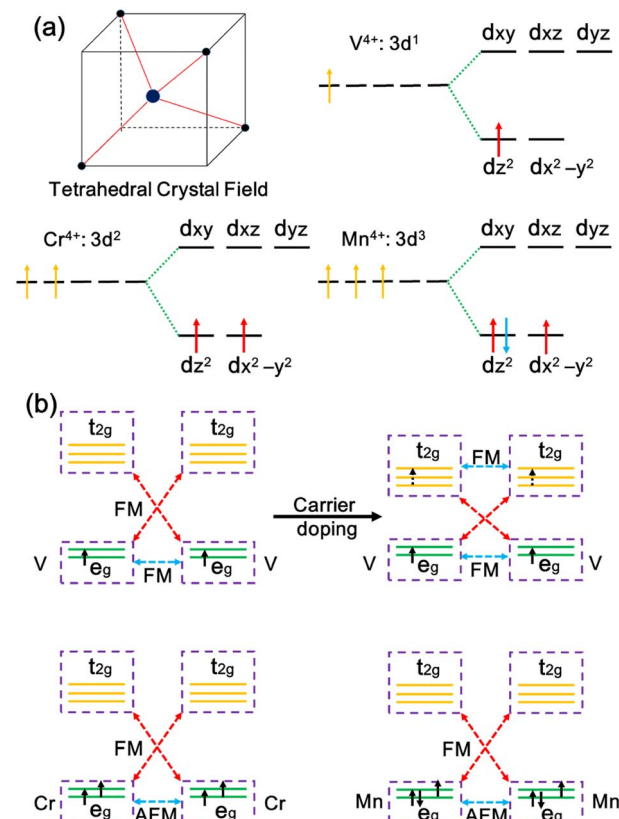 (a)
Tetrahedral Crystal Field
V⁴⁺: 3d¹
dxy dxz dyz
dz² dx² –y²
Cr⁴⁺: 3d²
dxy dxz dyz
dz² dx² –y²
Mn⁴⁺: 3d³
dxy dxz dyz
dz² dx² –y²
(b)
t2g t2g
FM
V eg FM eg V
Carrier
doping
t2g FM t2g
V eg FM eg V
t2g t2g
FM
Cr eg AFM eg Cr
t2g t2g
FM
Mn eg AFM eg Mn